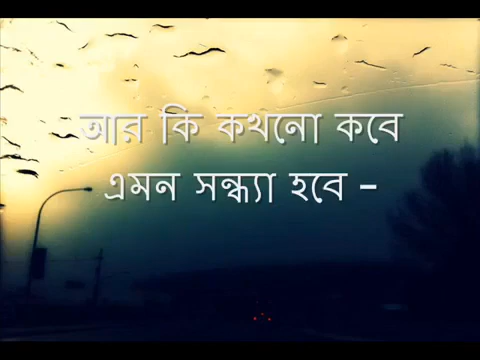 আর কি কখনো কবে
এমন সন্ধ্যা হবে –